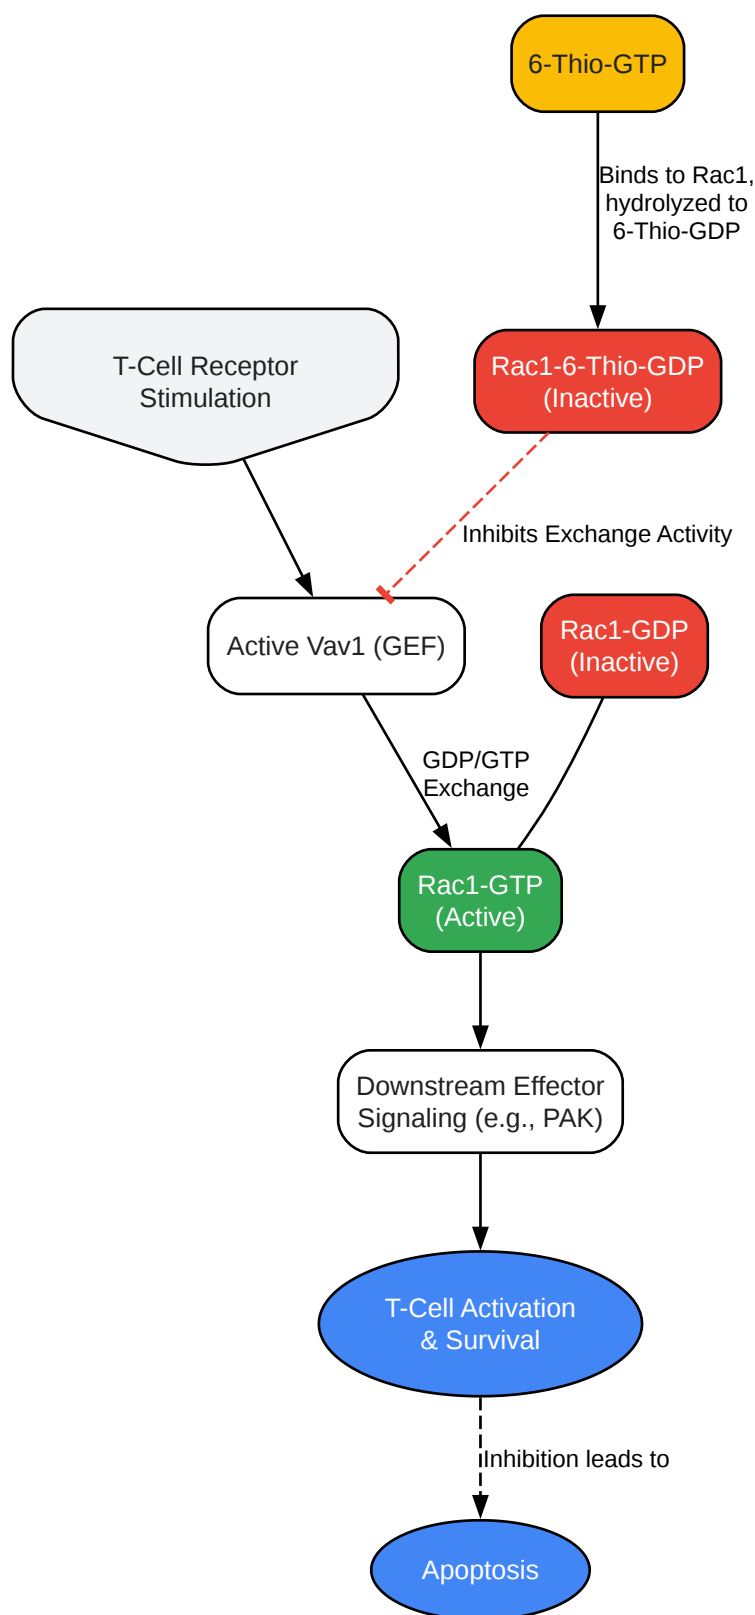 6-Thio-GTP
Binds to Rac1,
hydrolyzed to
6-Thio-GDP
T-Cell Receptor
Stimulation
Rac1-6-Thio-GDP
(Inactive)
Inhibits Exchange Activity
Active Vav1 (GEF)
Rac1-GDP
(Inactive)
GDP/GTP
Exchange
Rac1-GTP
(Active)
Downstream Effector
Signaling (e.g., PAK)
T-Cell Activation
& Survival
Inhibition leads to
Apoptosis